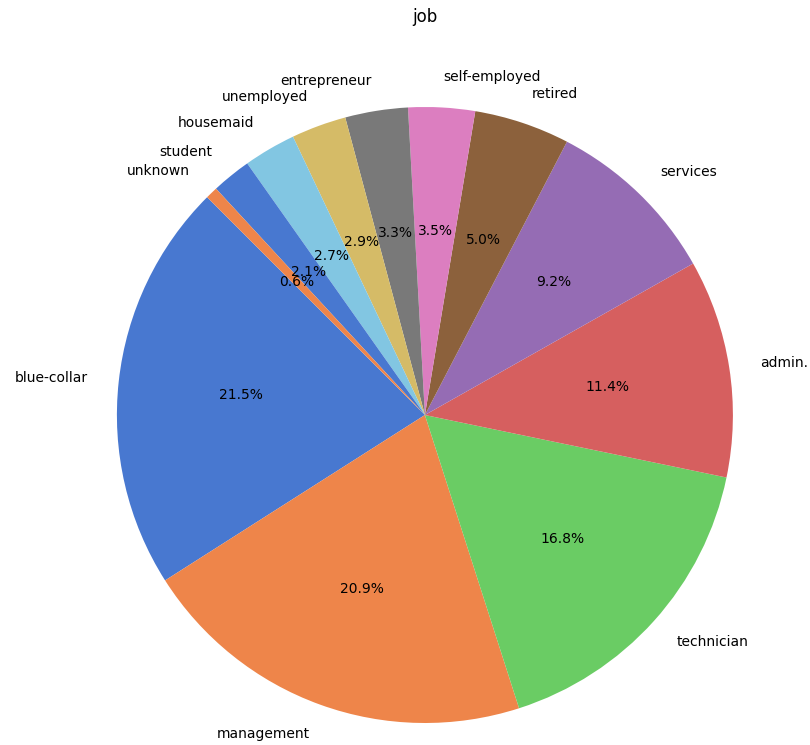 job
self-employed
entrepreneur
retired
unemployed
housemaid
student
unknown
services
3.3%
3.5%
5.0%
2.9%
2.7%
2.1%
0.6%
9.2%
admin.
blue-collar
11.4%
21.5%
16.8%
20.9%
technician
management